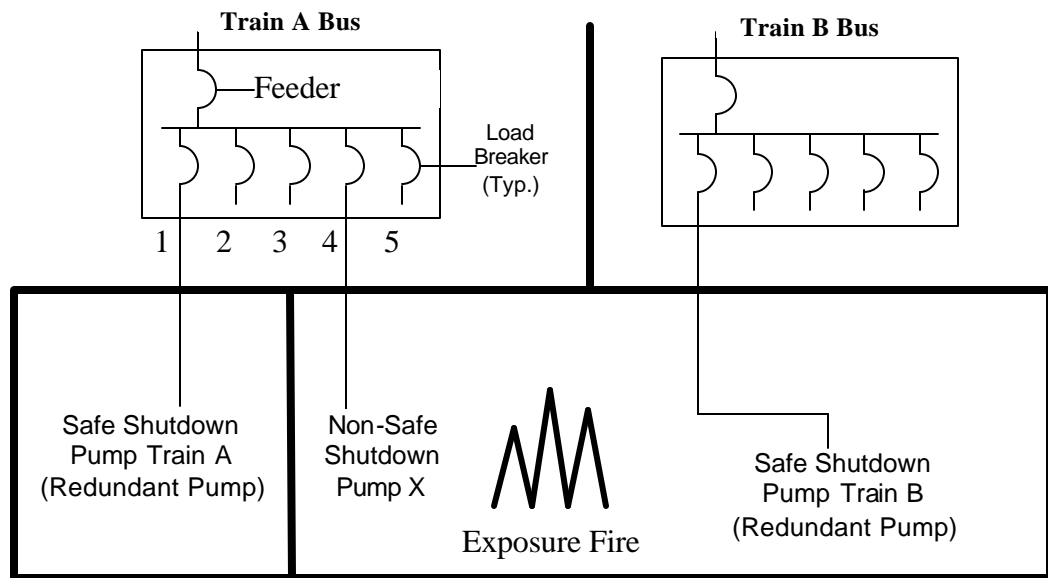 Train A Bus
Train B Bus
Feeder
Load
Breaker
(Typ.)
1 2 3 4 5
Safe Shutdown
Pump Train A
(Redundant Pump)
Non-Safe
Shutdown
Pump X
Exposure Fire
Safe Shutdown
Pump Train B
(Redundant Pump)